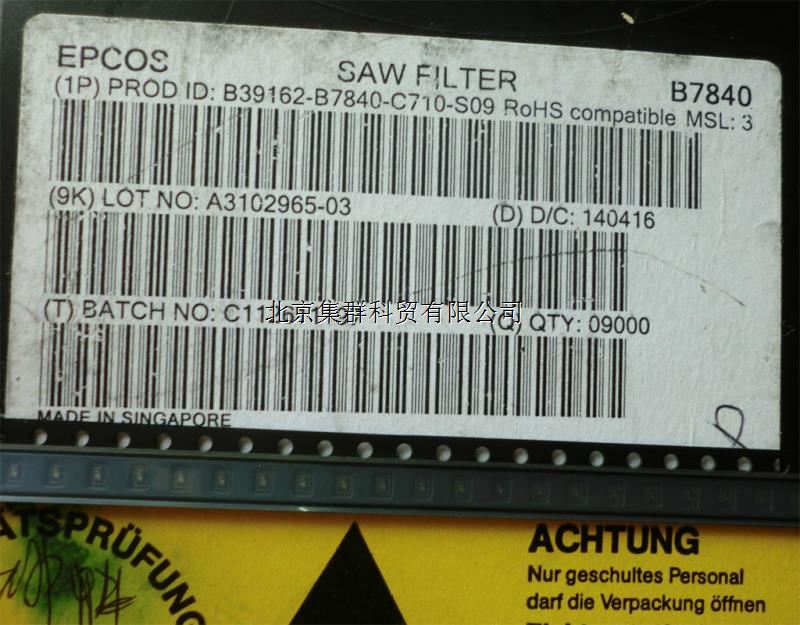 EPCOS SAW FILTER B7840
(1P) PROD ID: B39162-B7840-C710-S09 RoHS compatible MSL: 3
(9K) LOT NO: A3102965-03 (D) D/C: 140416
(T) BATCH NO: (Q) QTY: 09000
北京集群科贸有限公司
MADE IN SINGAPORE
ÄTSPRÜFUNG
ACHTUNG
Nur geschultes Personal
darf die Verpackung öffnen